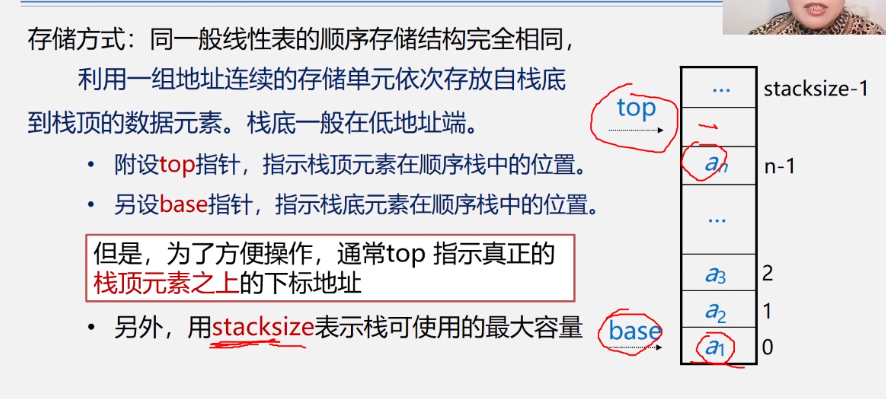 存储方式：同一般线性表的顺序存储结构完全相同，
利用一组地址连续的存储单元依次存放自栈底
到栈顶的数据元素。栈底一般在低地址端。
• 附设top指针，指示栈顶元素在顺序栈中的位置。
• 另设base指针，指示栈底元素在顺序栈中的位置。
但是，为了方便操作，通常top 指示真正的
栈顶元素之上的下标地址
• 另外，用stacksize表示栈可使用的最大容量
… stacksize-1
top
1
an n-1
…
a3 2
a2 1
base a1 0